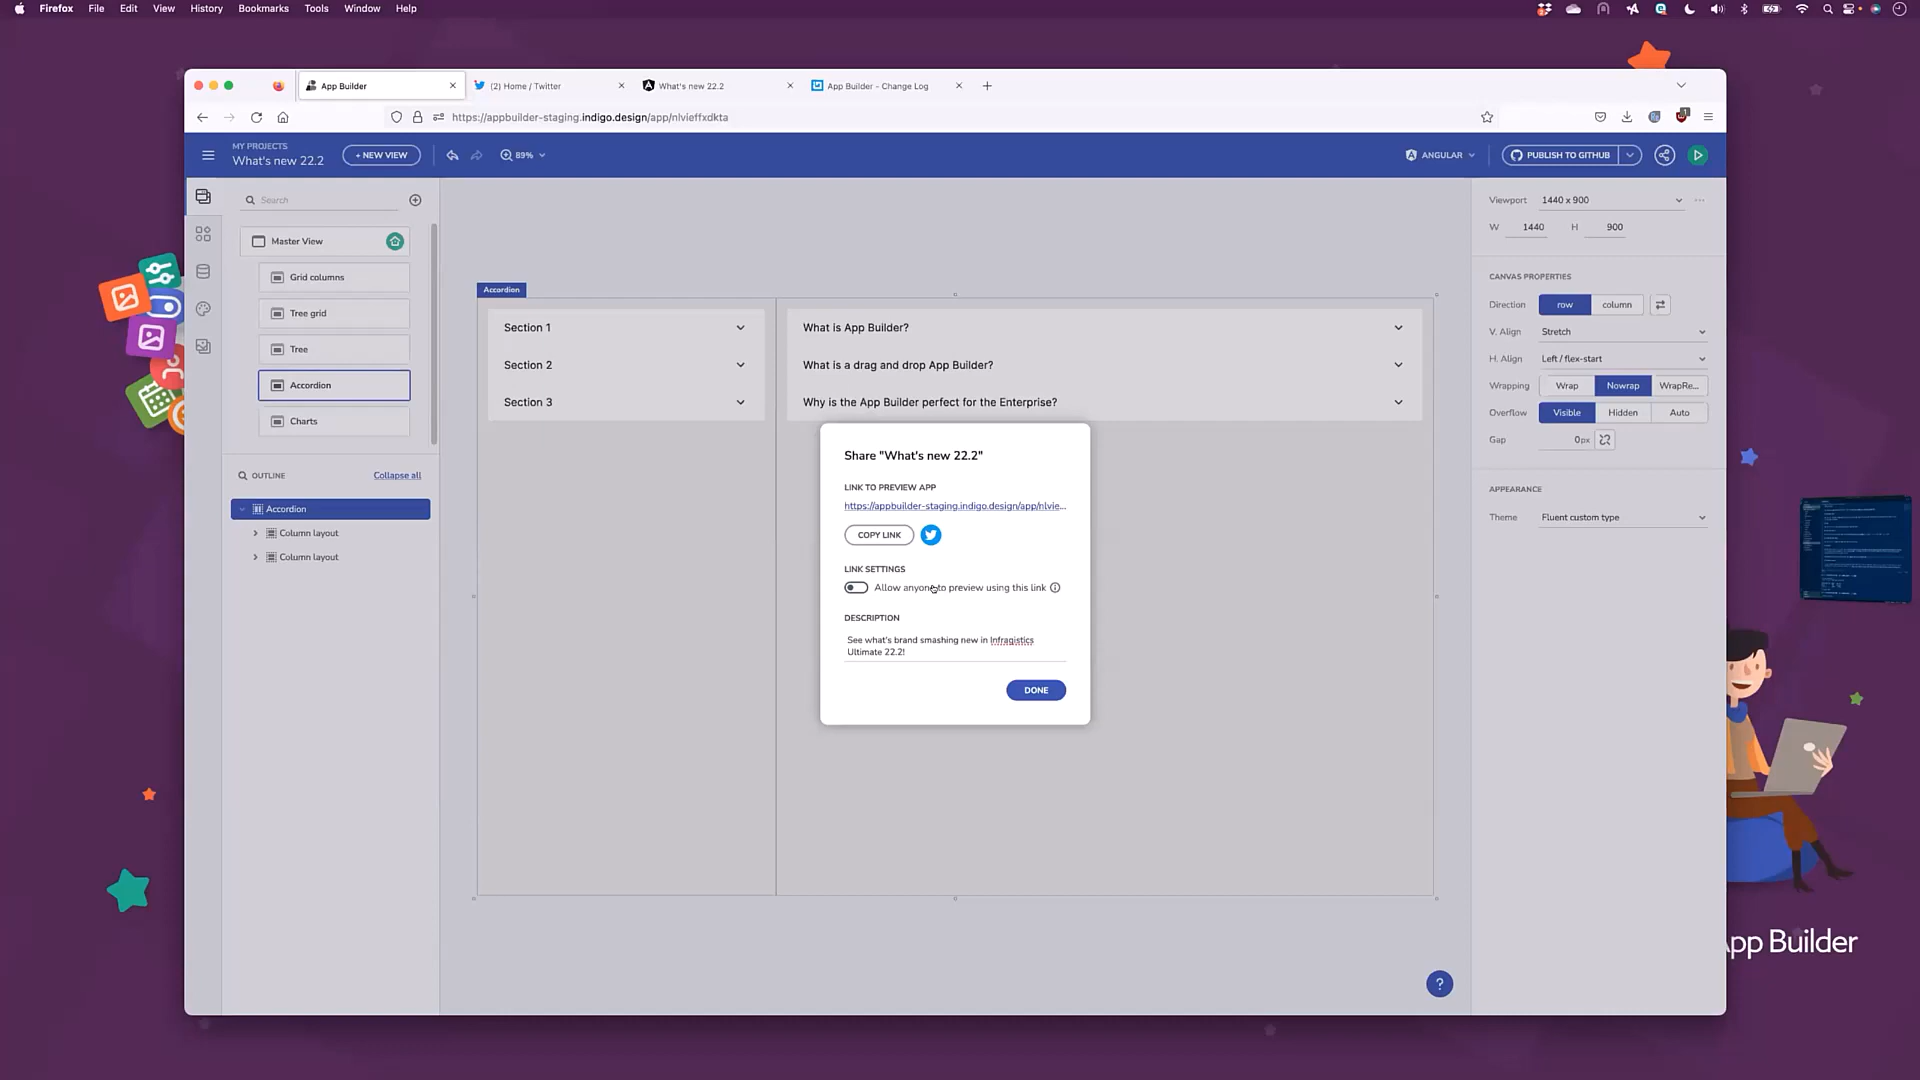 Firefox File Edit View History Bookmarks Tools Window Help
App Builder
(2) Home / Twitter
What's new 22.2
App Builder - Change Log
https://appbuilder-staging.indigo.design/app/nlvieffxdkta
MY PROJECTS
What's new 22.2
+ NEW VIEW
89%
ANGULAR
PUBLISH TO GITHUB
Search
Master View
Grid columns
Tree grid
Tree
Accordion
Charts
OUTLINE
Collapse all
Accordion
Column layout
Column layout
Accordion
Section 1
Section 2
Section 3
What is App Builder?
What is a drag and drop App Builder?
Why is the App Builder perfect for the Enterprise?
Share "What's new 22.2"
LINK TO PREVIEW APP
https://appbuilder-staging.indigo.design/app/nlvie...
COPY LINK
LINK SETTINGS
Allow anyone to preview using this link
DESCRIPTION
See what's brand smashing new in Infragistics
Ultimate 22.2!
DONE
Viewport 1440 x 900
W 1440 H 900
CANVAS PROPERTIES
Direction row column
V. Align Stretch
H. Align Left / flex-start
Wrapping Wrap Nowrap WrapRe...
Overflow Visible Hidden Auto
Gap 0px
APPEARANCE
Theme Fluent custom type
?
pp Builder